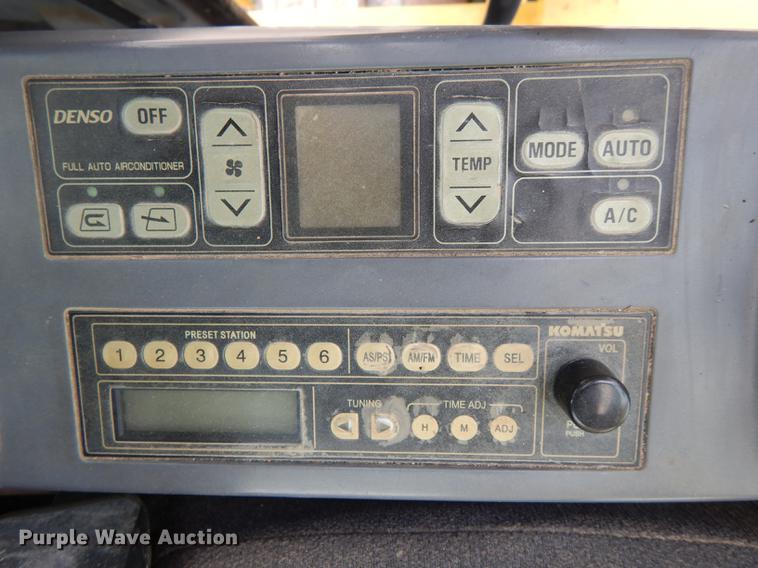 DENSO OFF
FULL AUTO AIRCONDITIONER
TEMP
MODE AUTO
A/C
PRESET STATION
1 2 3 4 5 6 AS/PS AM/FM TIME SEL
KOMATSU
VOL
TUNING TIME ADJ
H M ADJ
PUSH
Purple Wave Auction